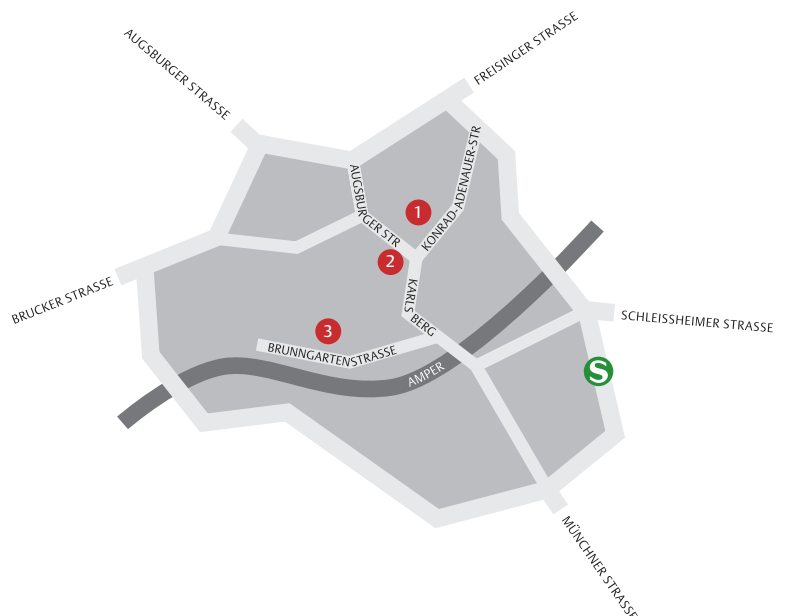 AUGSBURGER STRASSE
FREISINGER STRASSE
AUGSBURGER STR
KONRAD-ADENAUER-STR
1
2
BRUCKER STRASSE
KARLS BERG
SCHLEISSHEIMER STRASSE
3
BRUNNGARTENSTRASSE
AMPER
S
MÜNCHNER STRASSE